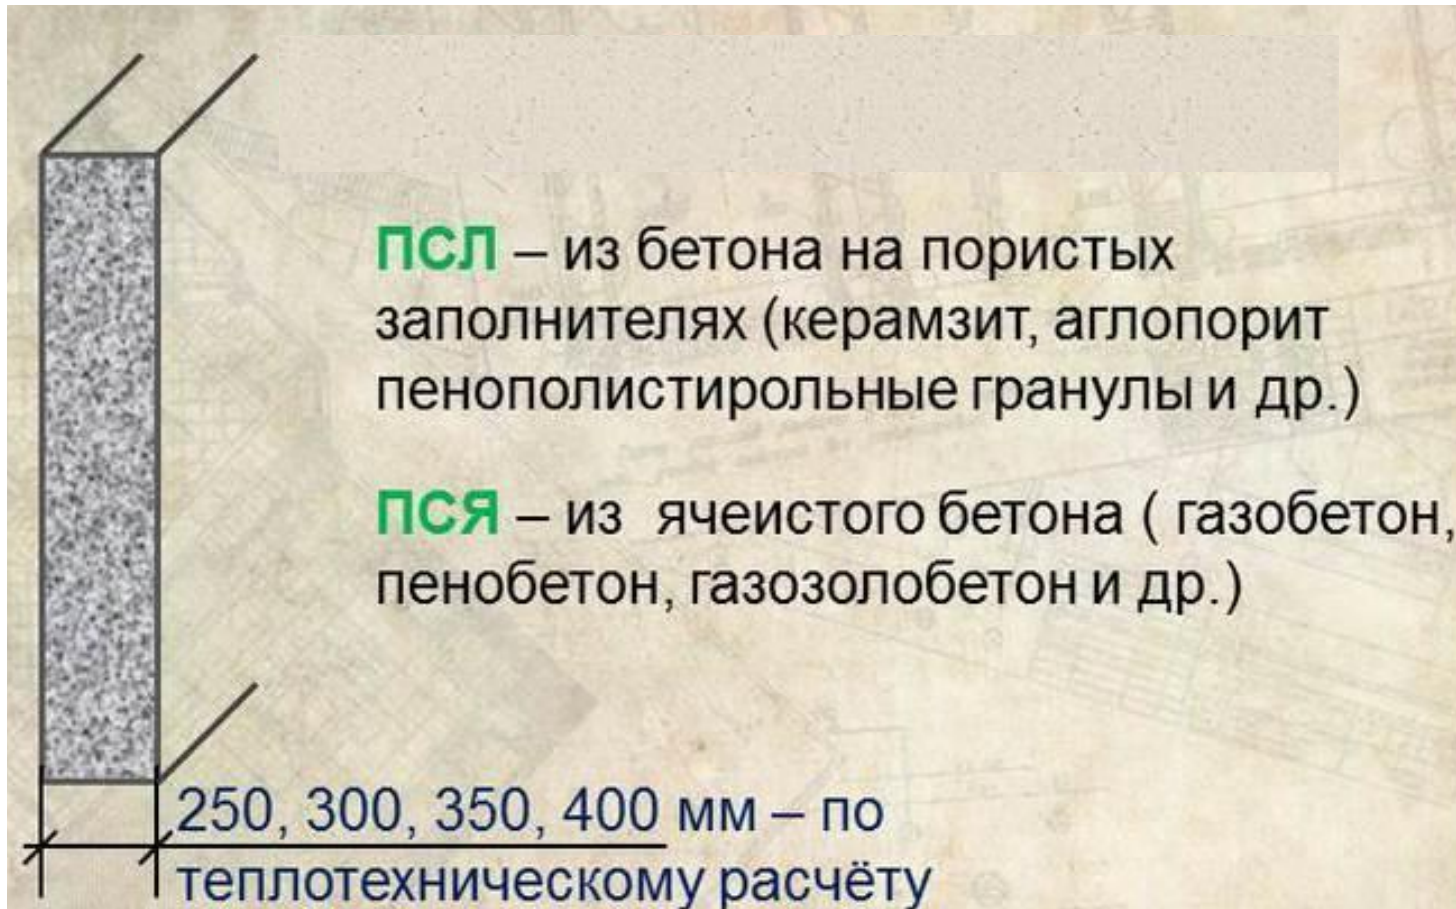 ПСЛ – из бетона на пористых
заполнителях (керамзит, аглопорит
пенополистирольные гранулы и др.)
ПСЯ – из ячеистого бетона ( газобетон,
пенобетон, газозолобетон и др.)
250, 300, 350, 400 мм – по
теплотехническому расчёту